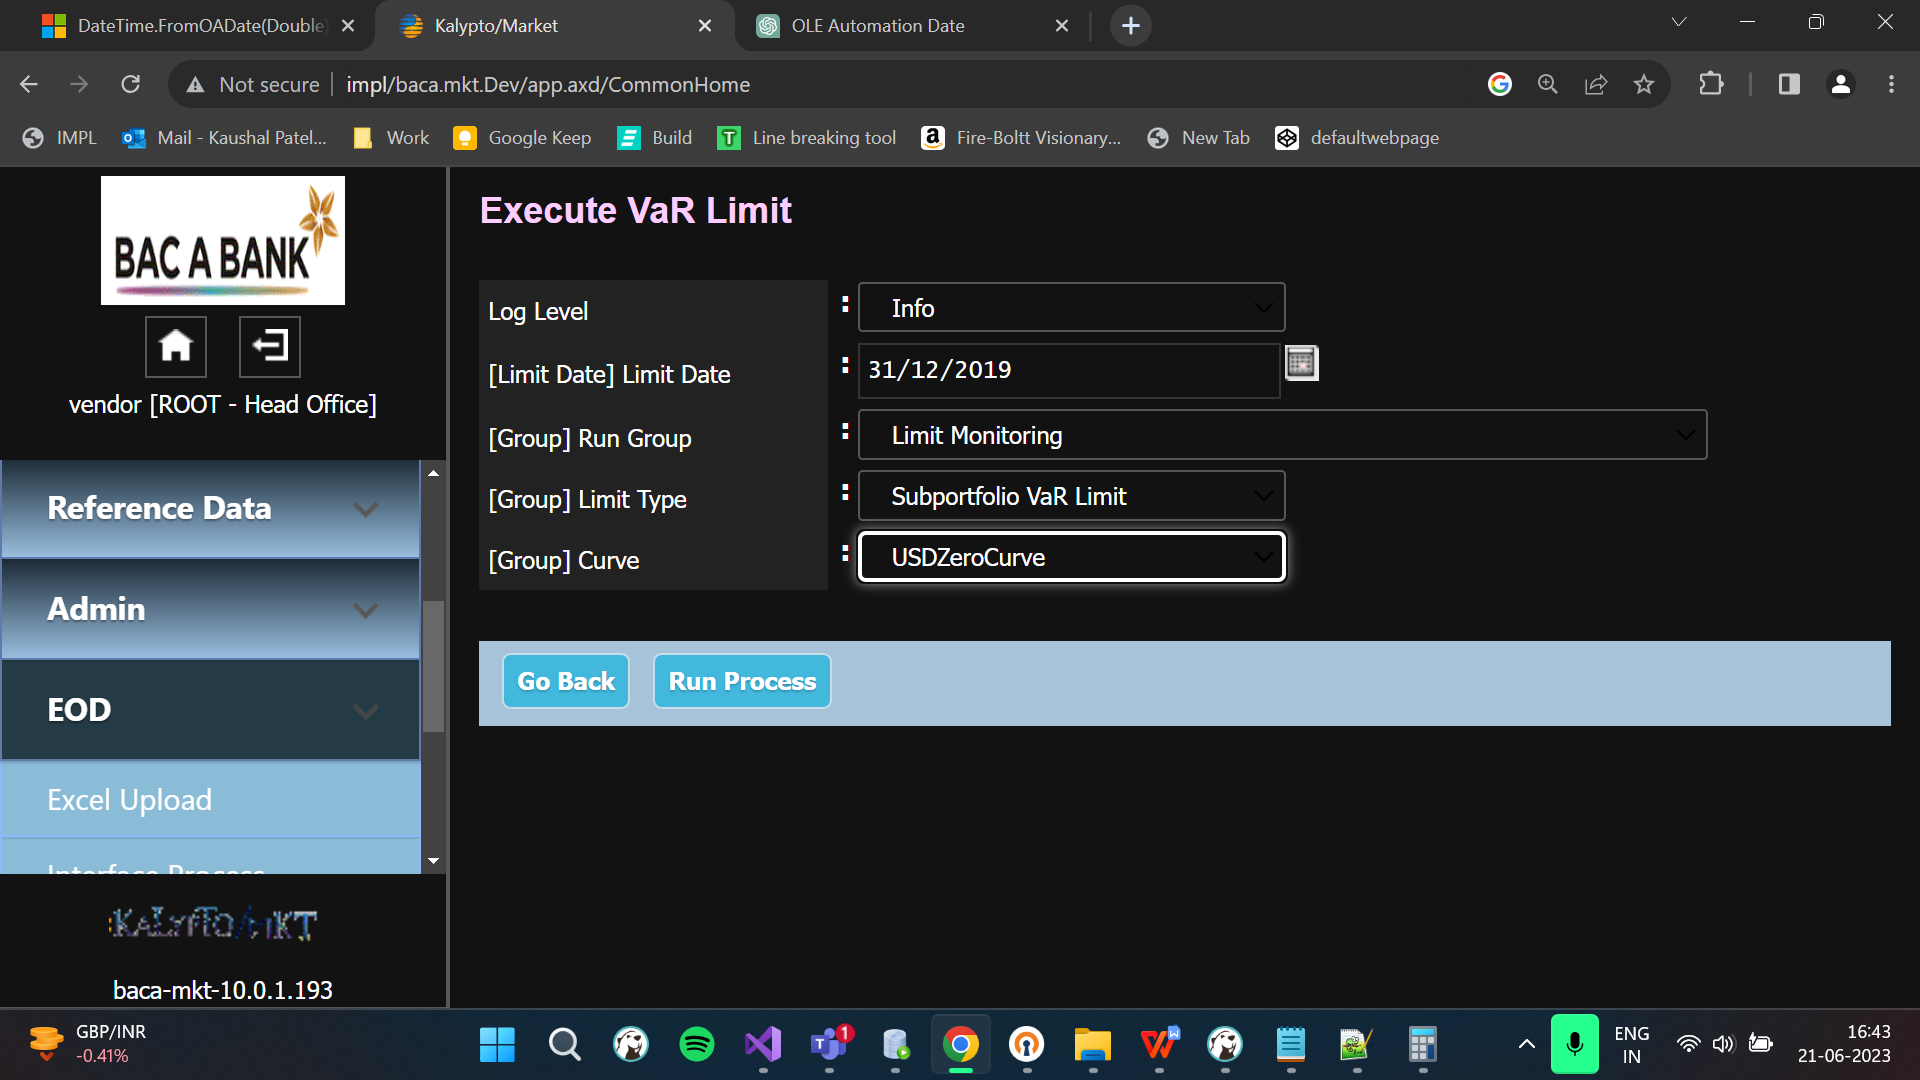 DateTime.FromOADate(Double)
Kalypto/Market
OLE Automation Date
Not secure
impl/baca.mkt.Dev/app.axd/CommonHome
IMPL
Mail - Kaushal Patel...
Work
Google Keep
Build
Line breaking tool
Fire-Boltt Visionary...
New Tab
defaultwebpage
BAC A BANK
vendor [ROOT - Head Office]
Reference Data
Admin
EOD
Excel Upload
Interface Process
KALYPTO/MKT
baca-mkt-10.0.1.193
Execute VaR Limit
Log Level : Info
[Limit Date] Limit Date : 31/12/2019
[Group] Run Group : Limit Monitoring
[Group] Limit Type : Subportfolio VaR Limit
[Group] Curve : USDZeroCurve
Go Back
Run Process
GBP/INR
-0.41%
1
ENG
IN
16:43
21-06-2023